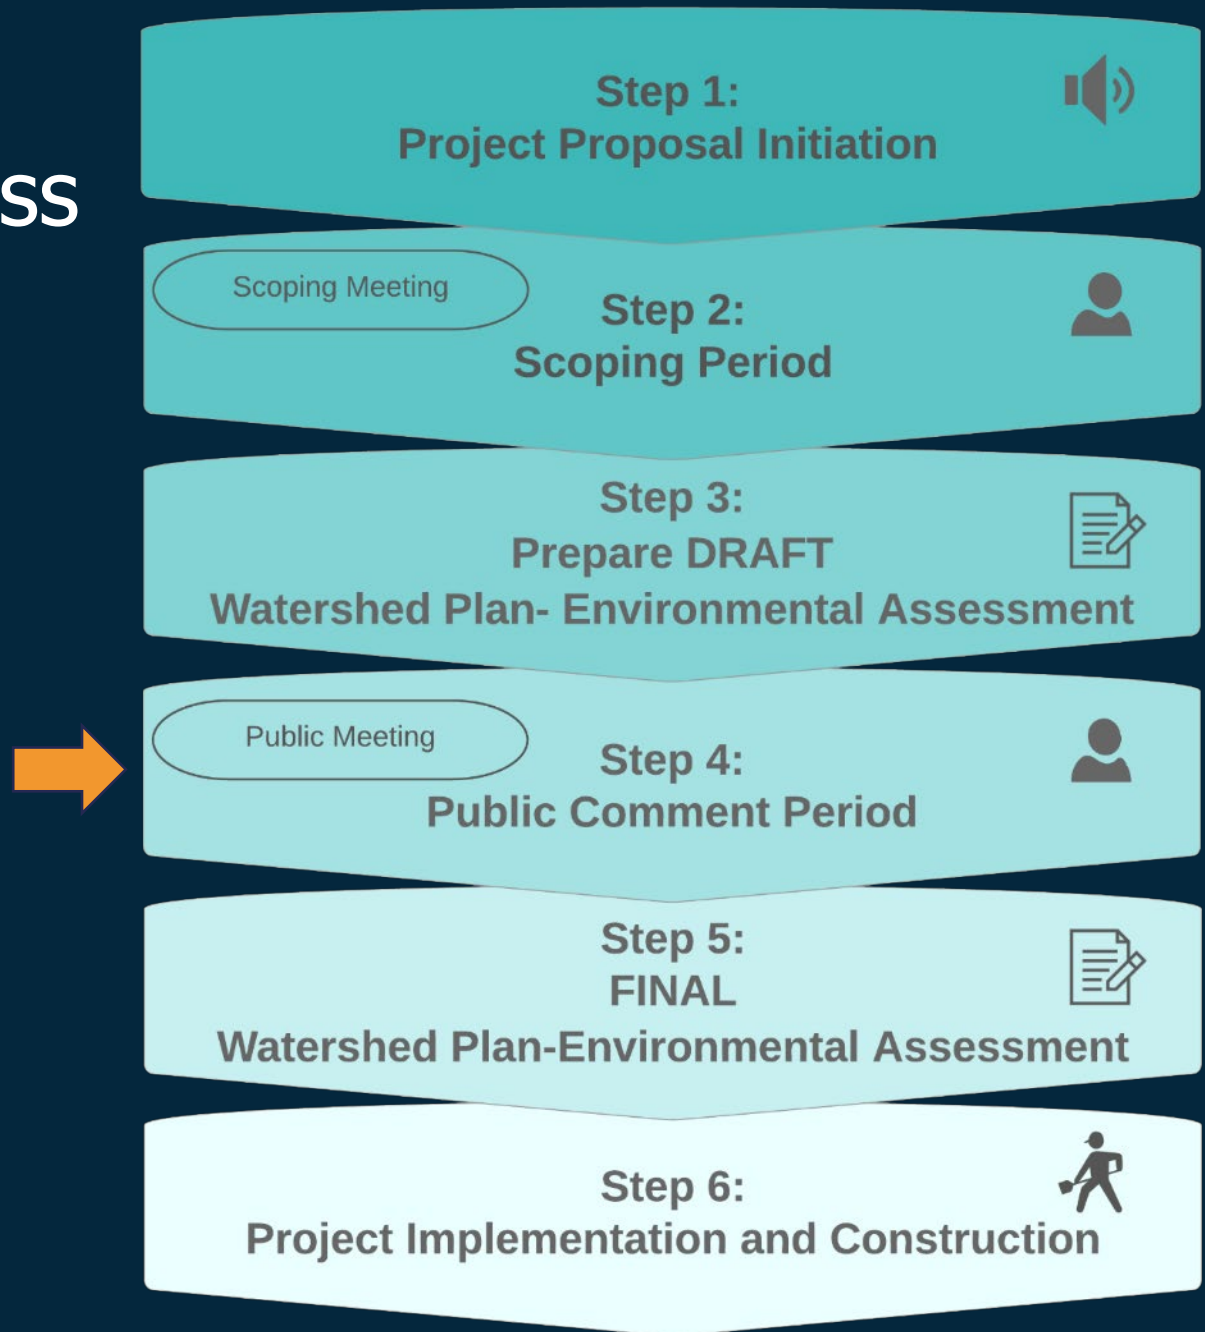 ss
Step 1:
Project Proposal Initiation
Scoping Meeting
Step 2:
Scoping Period
Step 3:
Prepare DRAFT
Watershed Plan- Environmental Assessment
Public Meeting
Step 4:
Public Comment Period
Step 5:
FINAL
Watershed Plan-Environmental Assessment
Step 6:
Project Implementation and Construction